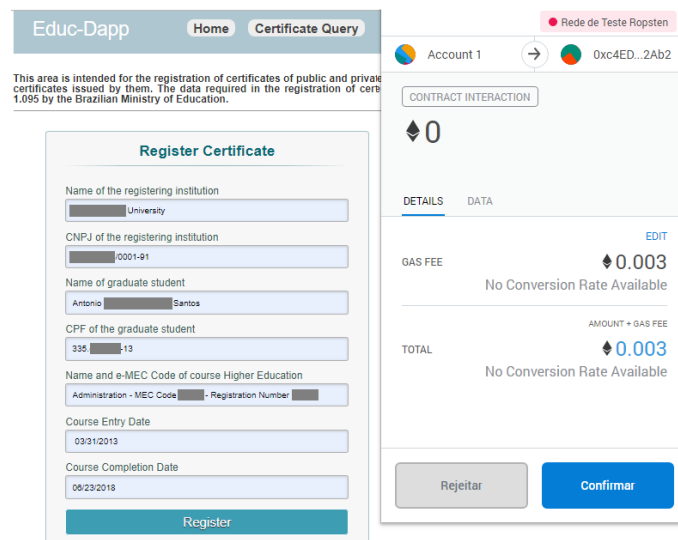 Educ-Dapp
Home
Certificate Query
This area is intended for the registration of certificates of public and private
certificates issued by them. The data required in the registration of cert
1.095 by the Brazilian Ministry of Education.
Register Certificate
Name of the registering institution
University
CNPJ of the registering institution
/0001-91
Name of graduate student
Antonio Santos
CPF of the graduate student
335. -13
Name and e-MEC Code of course Higher Education
Administration - MEC Code - Registration Number
Course Entry Date
03/31/2013
Course Completion Date
06/23/2018
Register
Rede de Teste Ropsten
Account 1
0xc4ED...2Ab2
CONTRACT INTERACTION
0
DETAILS
DATA
EDIT
GAS FEE
0.003
No Conversion Rate Available
AMOUNT + GAS FEE
TOTAL
0.003
No Conversion Rate Available
Rejeitar
Confirmar